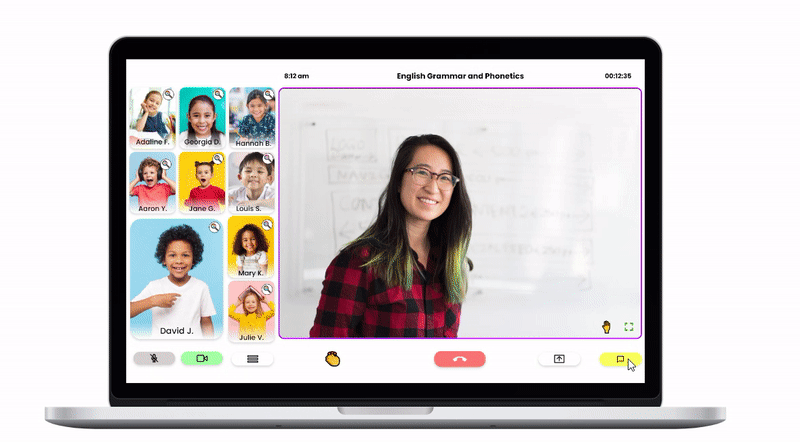 8:12 am
English Grammar and Phonetics
00:12:35
Adaline F.
Georgia D.
Hannah B.
Aaron Y.
Jane G.
Louis S.
David J.
Mary K.
Julie V.